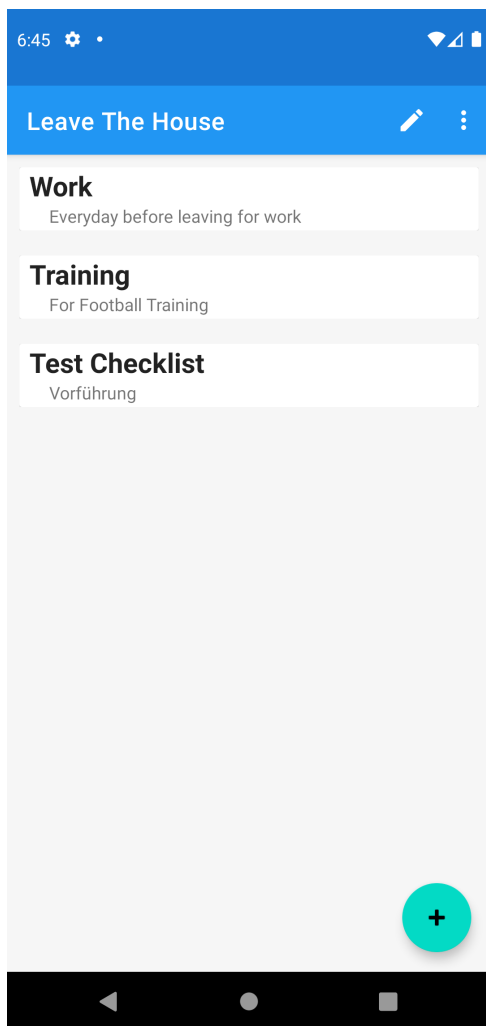 6:45
Leave The House
Work
Everyday before leaving for work
Training
For Football Training
Test Checklist
Vorführung
+